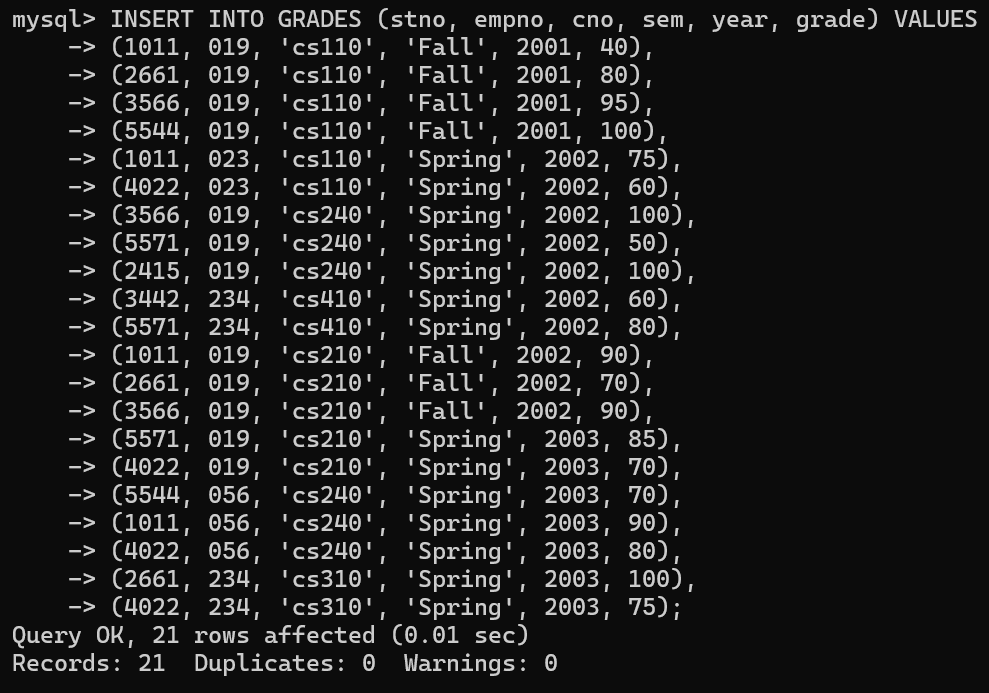 mysql> INSERT INTO GRADES (stno, empno, cno, sem, year, grade) VALUES
    -> (1011, 019, 'cs110', 'Fall', 2001, 40),
    -> (2661, 019, 'cs110', 'Fall', 2001, 80),
    -> (3566, 019, 'cs110', 'Fall', 2001, 95),
    -> (5544, 019, 'cs110', 'Fall', 2001, 100),
    -> (1011, 023, 'cs110', 'Spring', 2002, 75),
    -> (4022, 023, 'cs110', 'Spring', 2002, 60),
    -> (3566, 019, 'cs240', 'Spring', 2002, 100),
    -> (5571, 019, 'cs240', 'Spring', 2002, 50),
    -> (2415, 019, 'cs240', 'Spring', 2002, 100),
    -> (3442, 234, 'cs410', 'Spring', 2002, 60),
    -> (5571, 234, 'cs410', 'Spring', 2002, 80),
    -> (1011, 019, 'cs210', 'Fall', 2002, 90),
    -> (2661, 019, 'cs210', 'Fall', 2002, 70),
    -> (3566, 019, 'cs210', 'Fall', 2002, 90),
    -> (5571, 019, 'cs210', 'Spring', 2003, 85),
    -> (4022, 019, 'cs210', 'Spring', 2003, 70),
    -> (5544, 056, 'cs240', 'Spring', 2003, 70),
    -> (1011, 056, 'cs240', 'Spring', 2003, 90),
    -> (4022, 056, 'cs240', 'Spring', 2003, 80),
    -> (2661, 234, 'cs310', 'Spring', 2003, 100),
    -> (4022, 234, 'cs310', 'Spring', 2003, 75);
Query OK, 21 rows affected (0.01 sec)
Records: 21  Duplicates: 0  Warnings: 0